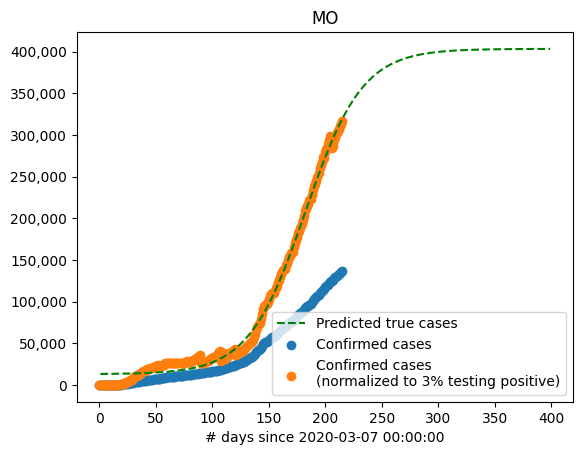 MO
400,000
350,000
300,000
250,000
200,000
150,000
100,000
50,000
0
Predicted true cases
Confirmed cases
Confirmed cases
(normalized to 3% testing positive)
0 50 100 150 200 250 300 350 400
# days since 2020-03-07 00:00:00